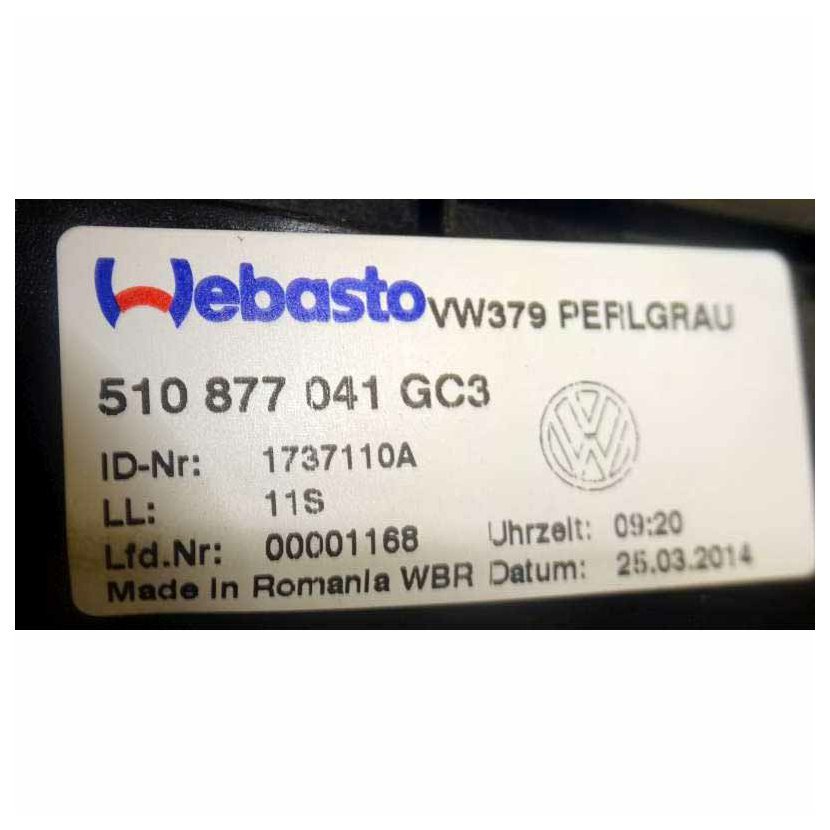 Webasto VW379 PERLGRAU
510 877 041 GC3
ID-Nr: 1737110A
LL: 11S
Lfd.Nr: 00001168 Uhrzeit: 09:20
Made in Romania WBR Datum: 25.03.2014